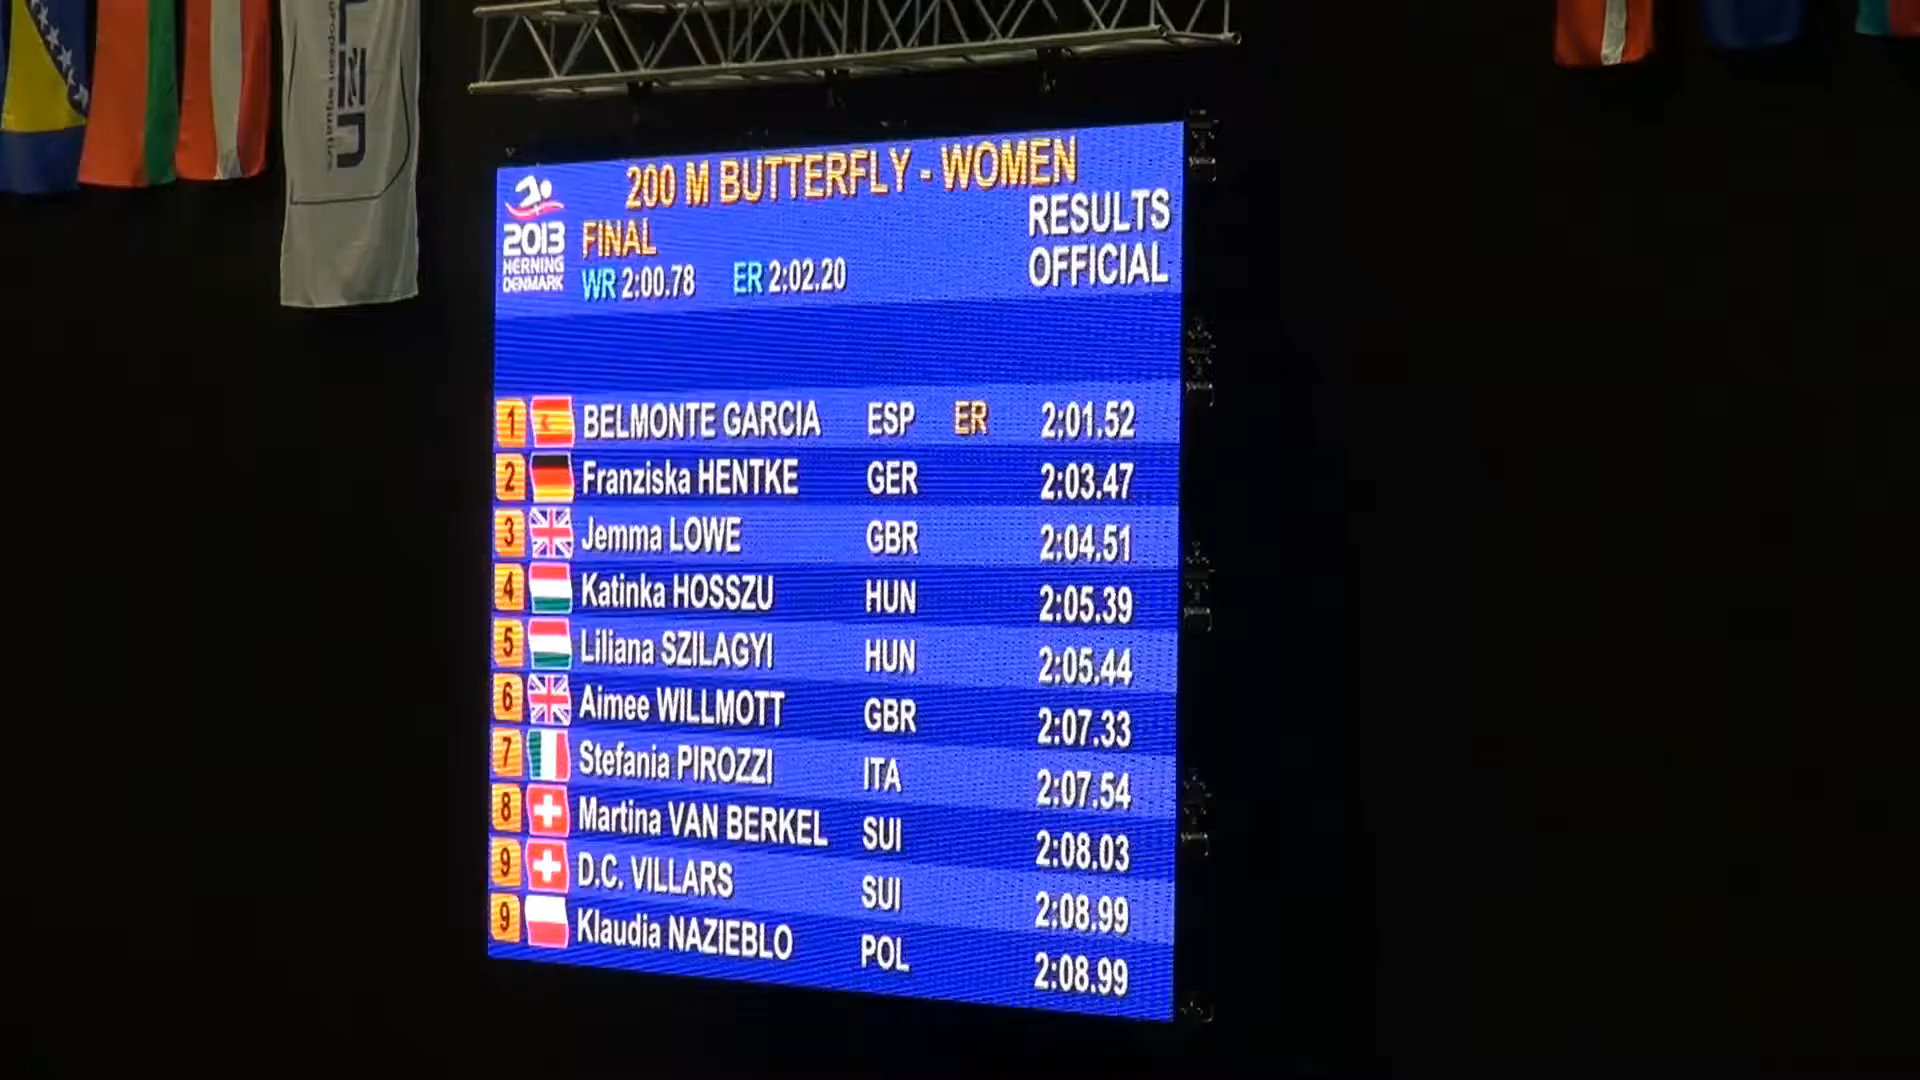 LEN
european aquatics
200 M BUTTERFLY - WOMEN
2013
HERNING
DENMARK
FINAL
RESULTS
WR 2:00.78 ER 2:02.20
OFFICIAL
1 BELMONTE GARCIA ESP ER 2:01.52
2 Franziska HENTKE GER 2:03.47
3 Jemma LOWE GBR 2:04.51
4 Katinka HOSSZU HUN 2:05.39
5 Liliana SZILAGYI HUN 2:05.44
6 Aimee WILLMOTT GBR 2:07.33
7 Stefania PIROZZI ITA 2:07.54
8 Martina VAN BERKEL SUI 2:08.03
9 D.C. VILLARS SUI 2:08.99
9 Klaudia NAZIEBLO POL 2:08.99